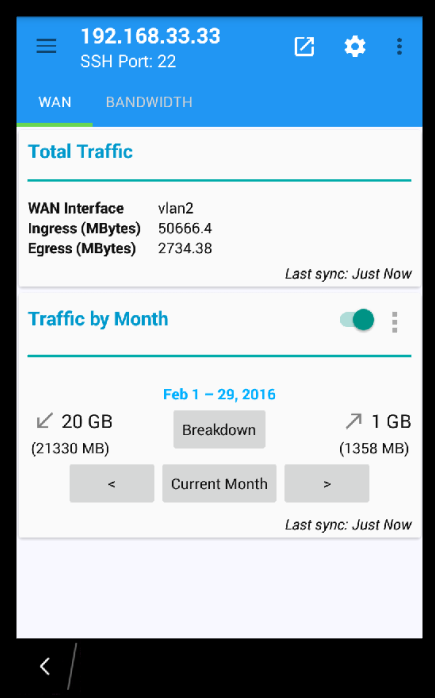 192.168.33.33
SSH Port: 22
WAN BANDWIDTH
Total Traffic
WAN Interface vlan2
Ingress (MBytes) 50666.4
Egress (MBytes) 2734.38
Last sync: Just Now
Traffic by Month
Feb 1 – 29, 2016
20 GB Breakdown 1 GB
(21330 MB) (1358 MB)
< Current Month >
Last sync: Just Now